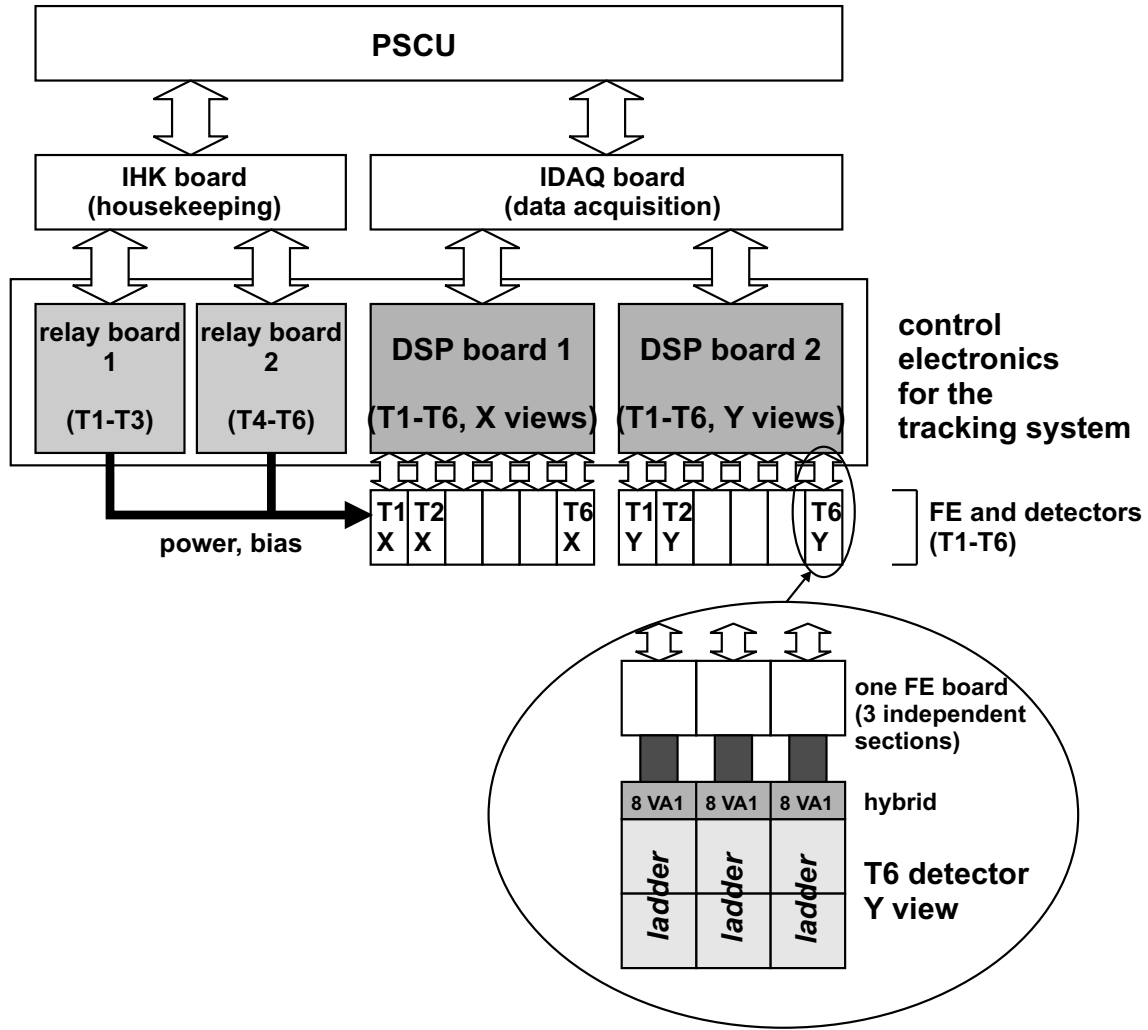 PSCU
IHK board
(housekeeping)
IDAQ board
(data acquisition)
relay board
1
(T1-T3)
relay board
2
(T4-T6)
DSP board 1
(T1-T6, X views)
DSP board 2
(T1-T6, Y views)
control
electronics
for the
tracking system
power, bias
T1
X
T2
X
T6
X
T1
Y
T2
Y
T6
Y
FE and detectors
(T1-T6)
one FE board
(3 independent
sections)
8 VA1
8 VA1
8 VA1
hybrid
ladder
ladder
ladder
T6 detector
Y view